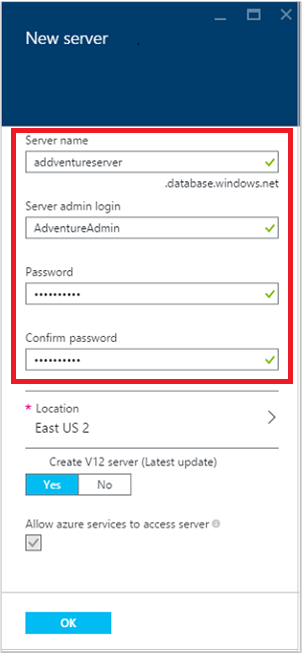 New server
Server name
addventureserver
.database.windows.net
Server admin login
AdventureAdmin
Password
••••••••••
Confirm password
••••••••••
* Location
East US 2
Create V12 server (Latest update)
Yes No
Allow azure services to access server
OK